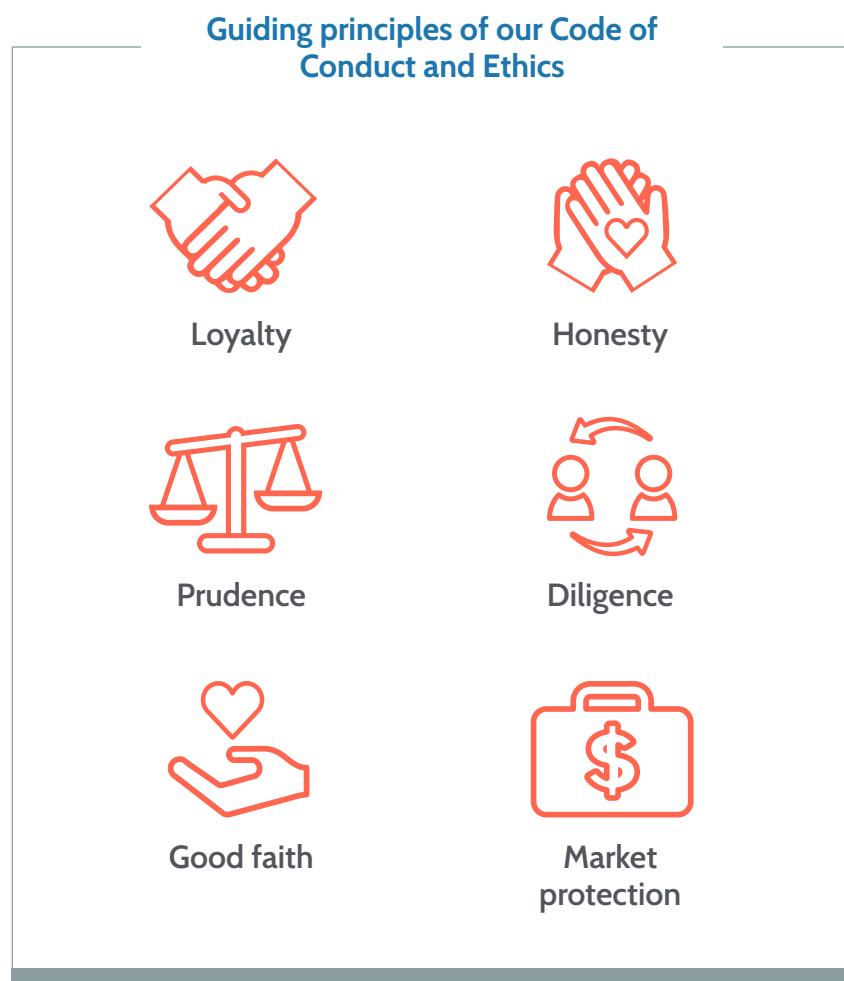 Guiding principles of our Code of
Conduct and Ethics
Loyalty
Honesty
Prudence
Diligence
Good faith
Market
protection